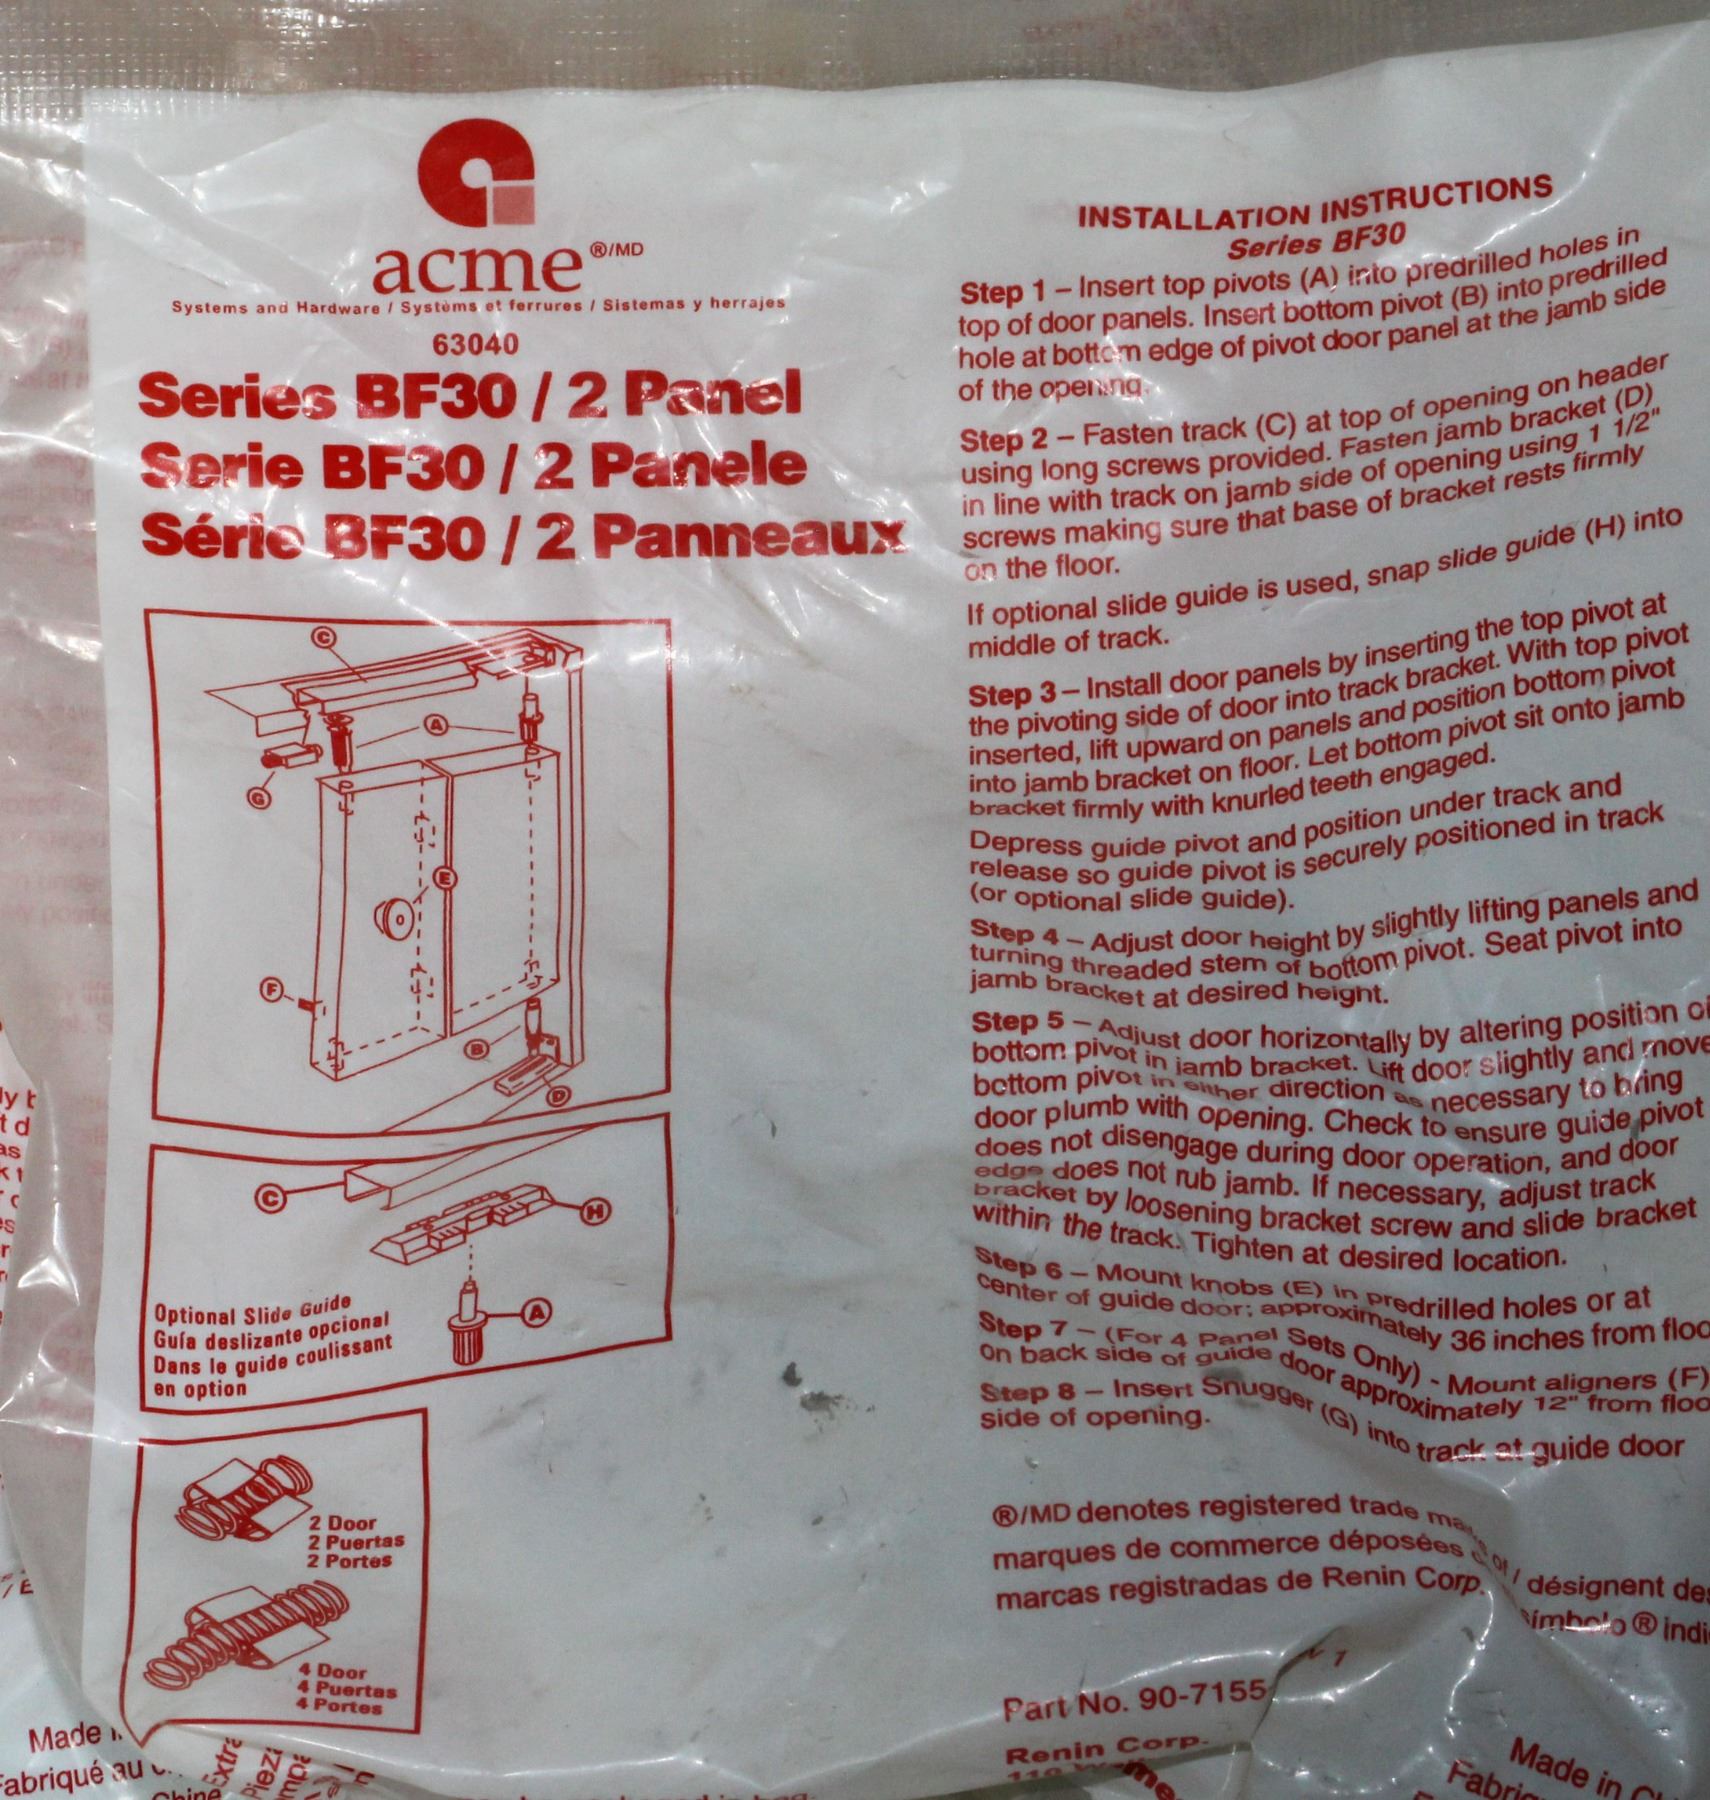 acme ®/MD
Systems and Hardware / Systèms et ferrures / Sistemas y herrajes
63040
Series BF30 / 2 Panel
Serie BF30 / 2 Panele
Série BF30 / 2 Panneaux
C
A
G
E
F
B
D
C
H
A
Optional Slide Guide
Guía deslizante opcional
Dans le guide coulissant
en option
2 Door
2 Puertas
2 Portes
4 Door
4 Puertas
4 Portes
INSTALLATION INSTRUCTIONS
Series BF30
Step 1 – Insert top pivots (A) into predrilled holes in
top of door panels. Insert bottom pivot (B) into predrilled
hole at bottom edge of pivot door panel at the jamb side
of the opening.
Step 2 – Fasten track (C) at top of opening on header
using long screws provided. Fasten jamb bracket (D)
in line with track on jamb side of opening using 1 1/2"
screws making sure that base of bracket rests firmly
on the floor.
If optional slide guide is used, snap slide guide (H) into
middle of track.
Step 3 – Install door panels by inserting the top pivot at
the pivoting side of door into track bracket. With top pivot
inserted, lift upward on panels and position bottom pivot
into jamb bracket on floor. Let bottom pivot sit onto jamb
bracket firmly with knurled teeth engaged.
Depress guide pivot and position under track and
release so guide pivot is securely positioned in track
(or optional slide guide).
Step 4 – Adjust door height by slightly lifting panels and
turning threaded stem of bottom pivot. Seat pivot into
jamb bracket at desired height.
Step 5 – Adjust door horizontally by altering position
bottom pivot in jamb bracket. Lift door slightly and move
bottom pivot in either direction as necessary to bring
door plumb with opening. Check to ensure guide pivot
does not disengage during door operation, and door
edge does not rub jamb. If necessary, adjust track
bracket by loosening bracket screw and slide bracket
within the track. Tighten at desired location.
Step 6 – Mount knobs (E) in predrilled holes or at
center of guide door; approximately 36 inches from
Step 7 – (For 4 Panel Sets Only) - Mount aligners (F)
on back side of guide door approximately 12" from
Step 8 – Insert Snugger (G) into track at guide door
side of opening.
®/MD denotes registered trade
marques de commerce déposées of / désignent
marcas registradas de Renin Corp. símbolo ®
Part No. 90-7155
Renin Corp.
110
Made
Fabriqué au
Chine
Made in